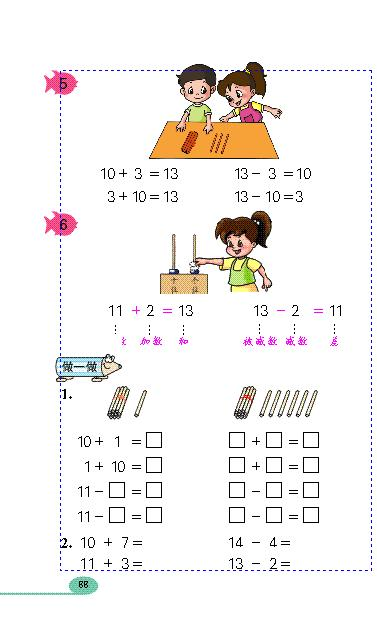 5
10 + 3 = 13 13 - 3 = 10
3 + 10 = 13 13 - 10 = 3
6
11 + 2 = 13 13 - 2 = 11
加数 和 被减数 减数 差
做一做
1.
10 + 1 = □ □ + □ = □
1 + 10 = □ □ + □ = □
11 - □ = □ □ - □ = □
11 - □ = □ □ - □ = □
2. 10 + 7 = 14 - 4 =
11 + 3 = 13 - 2 =
88